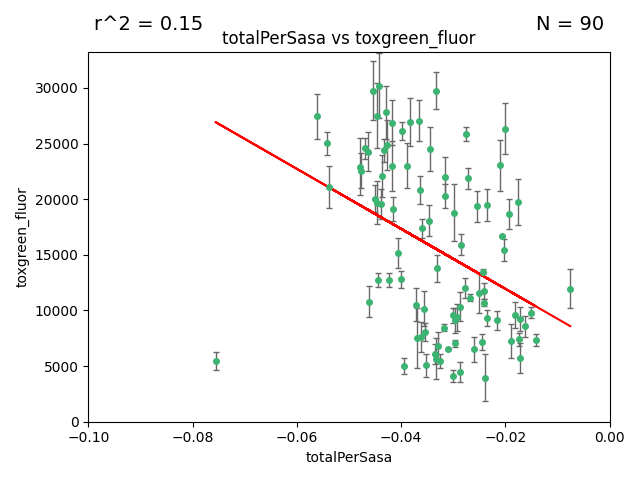 r^2 = 0.15
N = 90
totalPerSasa vs toxgreen_fluor
30000
25000
20000
15000
10000
5000
0
toxgreen_fluor
−0.10
−0.08
−0.06
−0.04
−0.02
0.00
totalPerSasa